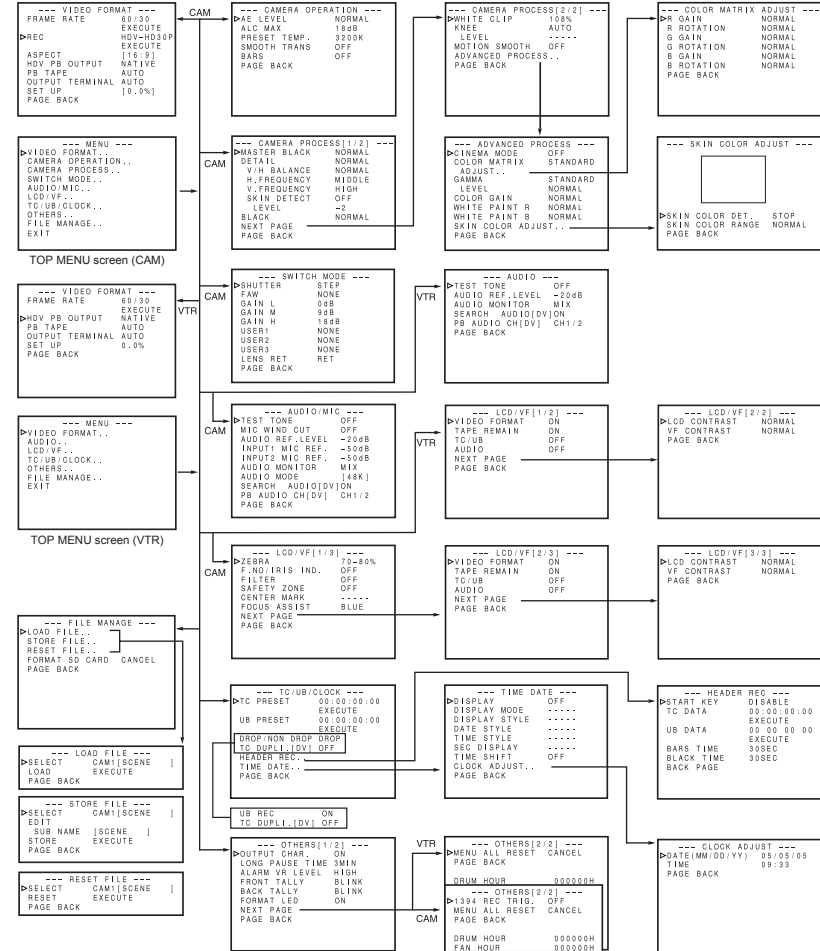 --- VIDEO FORMAT ---
FRAME RATE 60/30
EXECUTE
REC HDV-HD30P
EXECUTE
ASPECT [16:9]
HDV PB OUTPUT NATIVE
PB TAPE AUTO
OUTPUT TERMINAL AUTO
SET UP [0.0%]
PAGE BACK
CAM
--- CAMERA OPERATION ---
AE LEVEL NORMAL
ALC MAX 18dB
PRESET TEMP. 3200K
SMOOTH TRANS OFF
BARS OFF
PAGE BACK
--- CAMERA PROCESS[2/2] ---
WHITE CLIP 108%
KNEE AUTO
LEVEL -----
MOTION SMOOTH OFF
ADVANCED PROCESS..
PAGE BACK
--- COLOR MATRIX ADJUST ---
R GAIN NORMAL
R ROTATION NORMAL
G GAIN NORMAL
G ROTATION NORMAL
B GAIN NORMAL
B ROTATION NORMAL
PAGE BACK
--- MENU ---
VIDEO FORMAT..
CAMERA OPERATION..
CAMERA PROCESS..
SWITCH MODE..
AUDIO/MIC..
LCD/VF..
TC/UB/CLOCK..
OTHERS..
FILE MANAGE..
EXIT
TOP MENU screen (CAM)
CAM
--- CAMERA PROCESS[1/2] ---
MASTER BLACK NORMAL
DETAIL NORMAL
V/H BALANCE NORMAL
H.FREQUENCY MIDDLE
V.FREQUENCY HIGH
SKIN DETECT OFF
LEVEL -2
BLACK NORMAL
NEXT PAGE
PAGE BACK
--- ADVANCED PROCESS ---
CINEMA MODE OFF
COLOR MATRIX STANDARD
ADJUST..
GAMMA STANDARD
LEVEL NORMAL
COLOR GAIN NORMAL
WHITE PAINT R NORMAL
WHITE PAINT B NORMAL
SKIN COLOR ADJUST..
PAGE BACK
--- SKIN COLOR ADJUST ---
SKIN COLOR DET. STOP
SKIN COLOR RANGE NORMAL
PAGE BACK
--- VIDEO FORMAT ---
FRAME RATE 60/30
EXECUTE
HDV PB OUTPUT NATIVE
PB TAPE AUTO
OUTPUT TERMINAL AUTO
SET UP 0.0%
PAGE BACK
VTR
CAM
--- SWITCH MODE ---
SHUTTER STEP
FAW NONE
GAIN L 0dB
GAIN M 9dB
GAIN H 18dB
USER1 NONE
USER2 NONE
USER3 NONE
LENS RET RET
PAGE BACK
VTR
--- AUDIO ---
TEST TONE OFF
AUDIO REF.LEVEL -20dB
AUDIO MONITOR MIX
SEARCH AUDIO[DV]ON
PB AUDIO CH[DV] CH1/2
PAGE BACK
--- MENU ---
VIDEO FORMAT..
AUDIO..
LCD/VF..
TC/UB/CLOCK..
OTHERS..
FILE MANAGE..
EXIT
TOP MENU screen (VTR)
CAM
--- AUDIO/MIC ---
TEST TONE OFF
MIC WIND CUT OFF
AUDIO REF.LEVEL -20dB
INPUT1 MIC REF. -50dB
INPUT2 MIC REF. -50dB
AUDIO MONITOR MIX
AUDIO MODE [48K]
SEARCH AUDIO[DV]ON
PB AUDIO CH[DV] CH1/2
PAGE BACK
VTR
--- LCD/VF[1/2] ---
VIDEO FORMAT ON
TAPE REMAIN ON
TC/UB OFF
AUDIO OFF
NEXT PAGE
PAGE BACK
--- LCD/VF[2/2] ---
LCD CONTRAST NORMAL
VF CONTRAST NORMAL
PAGE BACK
CAM
--- LCD/VF[1/3] ---
ZEBRA 70-80%
F.NO/IRIS IND. OFF
FILTER OFF
SAFETY ZONE OFF
CENTER MARK -----
FOCUS ASSIST BLUE
NEXT PAGE
PAGE BACK
--- LCD/VF[2/3] ---
VIDEO FORMAT ON
TAPE REMAIN ON
TC/UB OFF
AUDIO OFF
NEXT PAGE
PAGE BACK
--- LCD/VF[3/3] ---
LCD CONTRAST NORMAL
VF CONTRAST NORMAL
PAGE BACK
--- FILE MANAGE ---
LOAD FILE..
STORE FILE..
RESET FILE..
FORMAT SD CARD CANCEL
PAGE BACK
--- TC/UB/CLOCK ---
TC PRESET 00:00:00:00
EXECUTE
UB PRESET 00:00:00:00
EXECUTE
DROP/NON DROP DROP
TC DUPLI.[DV] OFF
HEADER REC..
TIME DATE..
PAGE BACK
UB REC ON
TC DUPLI.[DV] OFF
--- TIME DATE ---
DISPLAY OFF
DISPLAY MODE -----
DISPLAY STYLE -----
DATE STYLE -----
TIME STYLE -----
SEC DISPLAY -----
TIME SHIFT OFF
CLOCK ADJUST..
PAGE BACK
--- HEADER REC ---
START KEY DISABLE
TC DATA 00:00:00:00
EXECUTE
UB DATA 00 00 00 00
EXECUTE
BARS TIME 30SEC
BLACK TIME 30SEC
BACK PAGE
--- LOAD FILE ---
SELECT CAM1[SCENE ]
LOAD EXECUTE
PAGE BACK
--- STORE FILE ---
SELECT CAM1[SCENE ]
EDIT
SUB NAME [SCENE ]
STORE EXECUTE
PAGE BACK
--- RESET FILE ---
SELECT CAM1[SCENE ]
RESET EXECUTE
PAGE BACK
--- OTHERS[1/2] ---
OUTPUT CHAR. ON
LONG PAUSE TIME 3MIN
ALARM VR LEVEL HIGH
FRONT TALLY BLINK
BACK TALLY BLINK
FORMAT LED ON
NEXT PAGE
PAGE BACK
VTR
--- OTHERS[2/2] ---
MENU ALL RESET CANCEL
PAGE BACK
DRUM HOUR 000000H
CAM
--- OTHERS[2/2] ---
1394 REC TRIG. OFF
MENU ALL RESET CANCEL
PAGE BACK
DRUM HOUR 000000H
FAN HOUR 000000H
--- CLOCK ADJUST ---
DATE(MM/DD/YY) 05/05/05
TIME 09:33
PAGE BACK